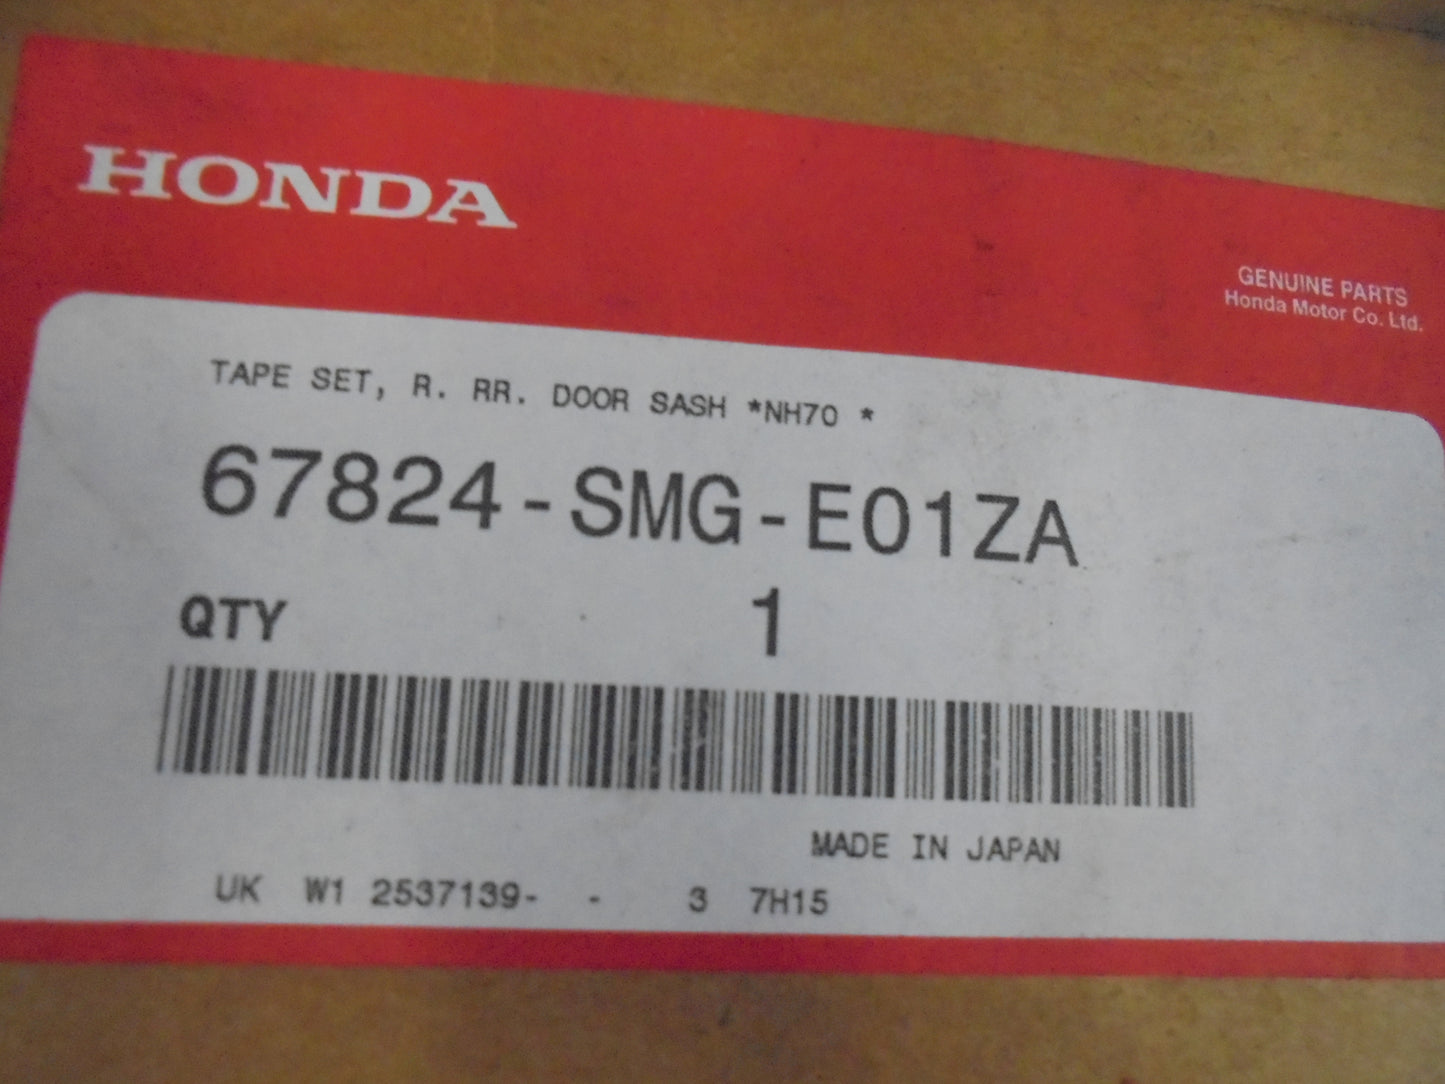 HONDA
GENUINE PARTS
Honda Motor Co. Ltd.
TAPE SET, R. RR. DOOR SASH *NH70 *
67824-SMG-E01ZA
QTY 1
MADE IN JAPAN
UK W1 2537139- - 3 7H15